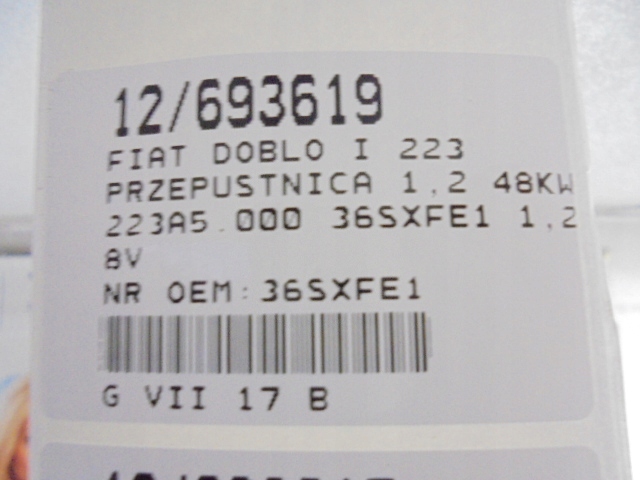 12/693619
FIAT DOBLO I 223
PRZEPUSTNICA 1,2 48KW
223A5.000 36SXFE1 1,2
8V
NR OEM:36SXFE1
G VII 17 B